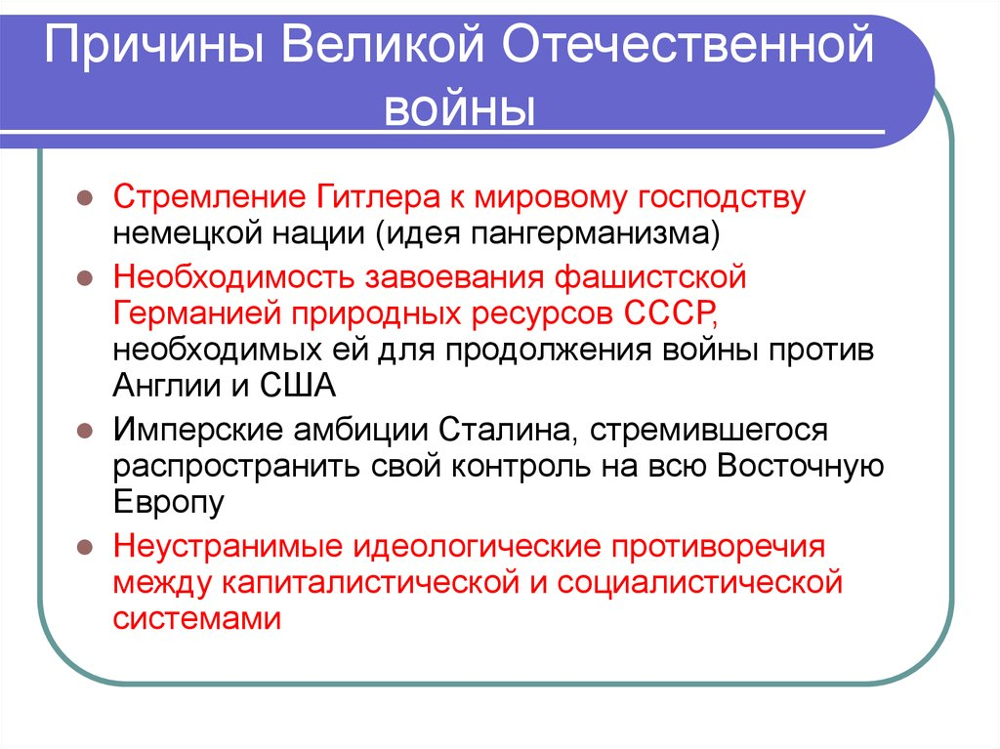 Причины Великой Отечественной
войны
Стремление Гитлера к мировому господству
немецкой нации (идея пангерманизма)
Необходимость завоевания фашистской
Германией природных ресурсов СССР,
необходимых ей для продолжения войны против
Англии и США
Имперские амбиции Сталина, стремившегося
распространить свой контроль на всю Восточную
Европу
Неустранимые идеологические противоречия
между капиталистической и социалистической
системами